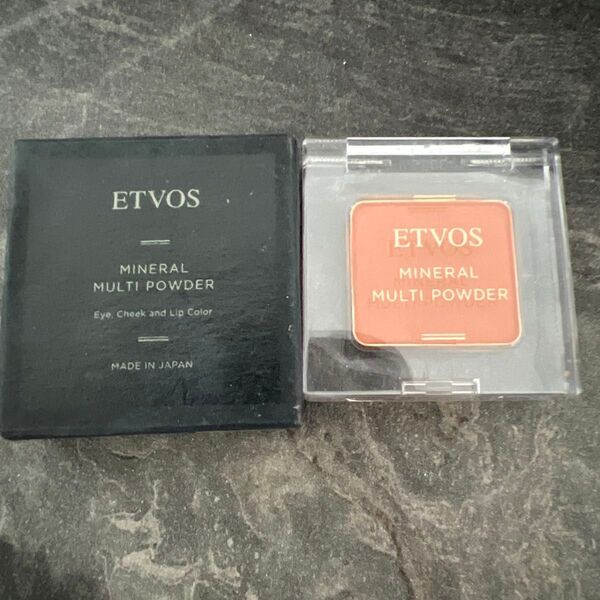 ETVOS
MINERAL
MULTI POWDER
Eye, Cheek and Lip Color
MADE IN JAPAN
ETVOS
MINERAL
MULTI POWDER